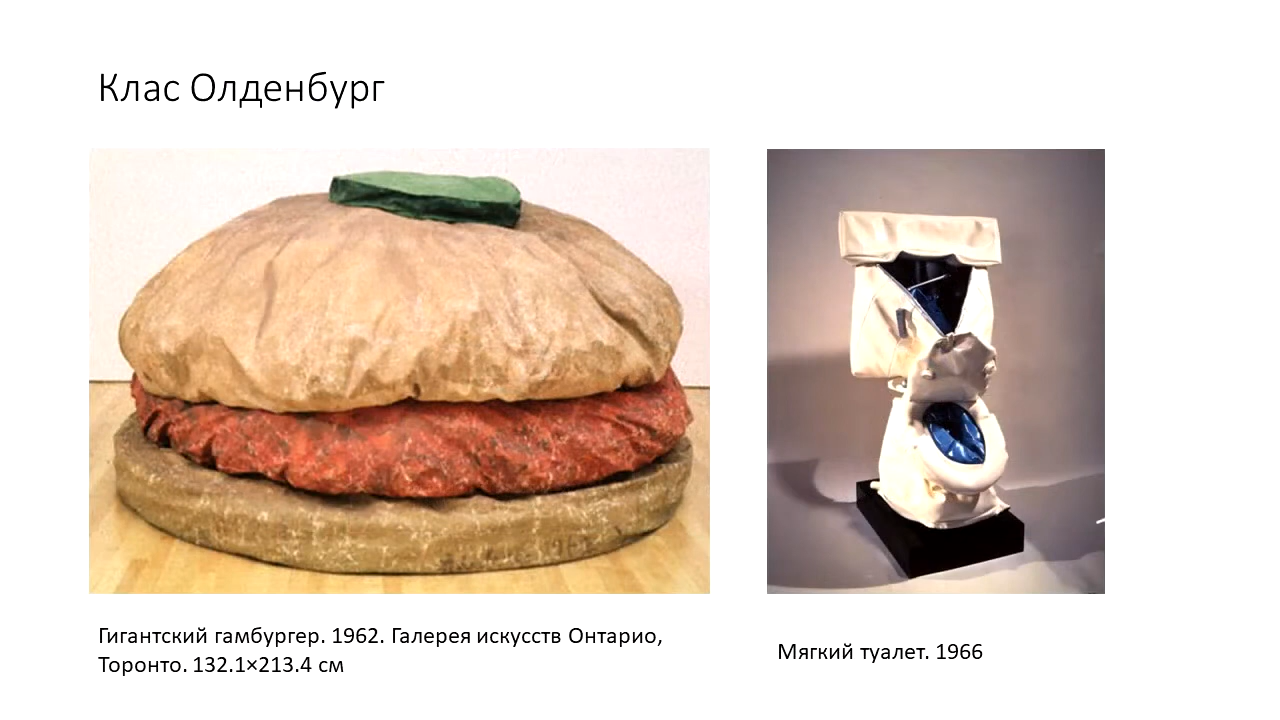 Клас Олденбург
Гигантский гамбургер. 1962. Галерея искусств Онтарио,
Торонто. 132.1×213.4 см
Мягкий туалет. 1966